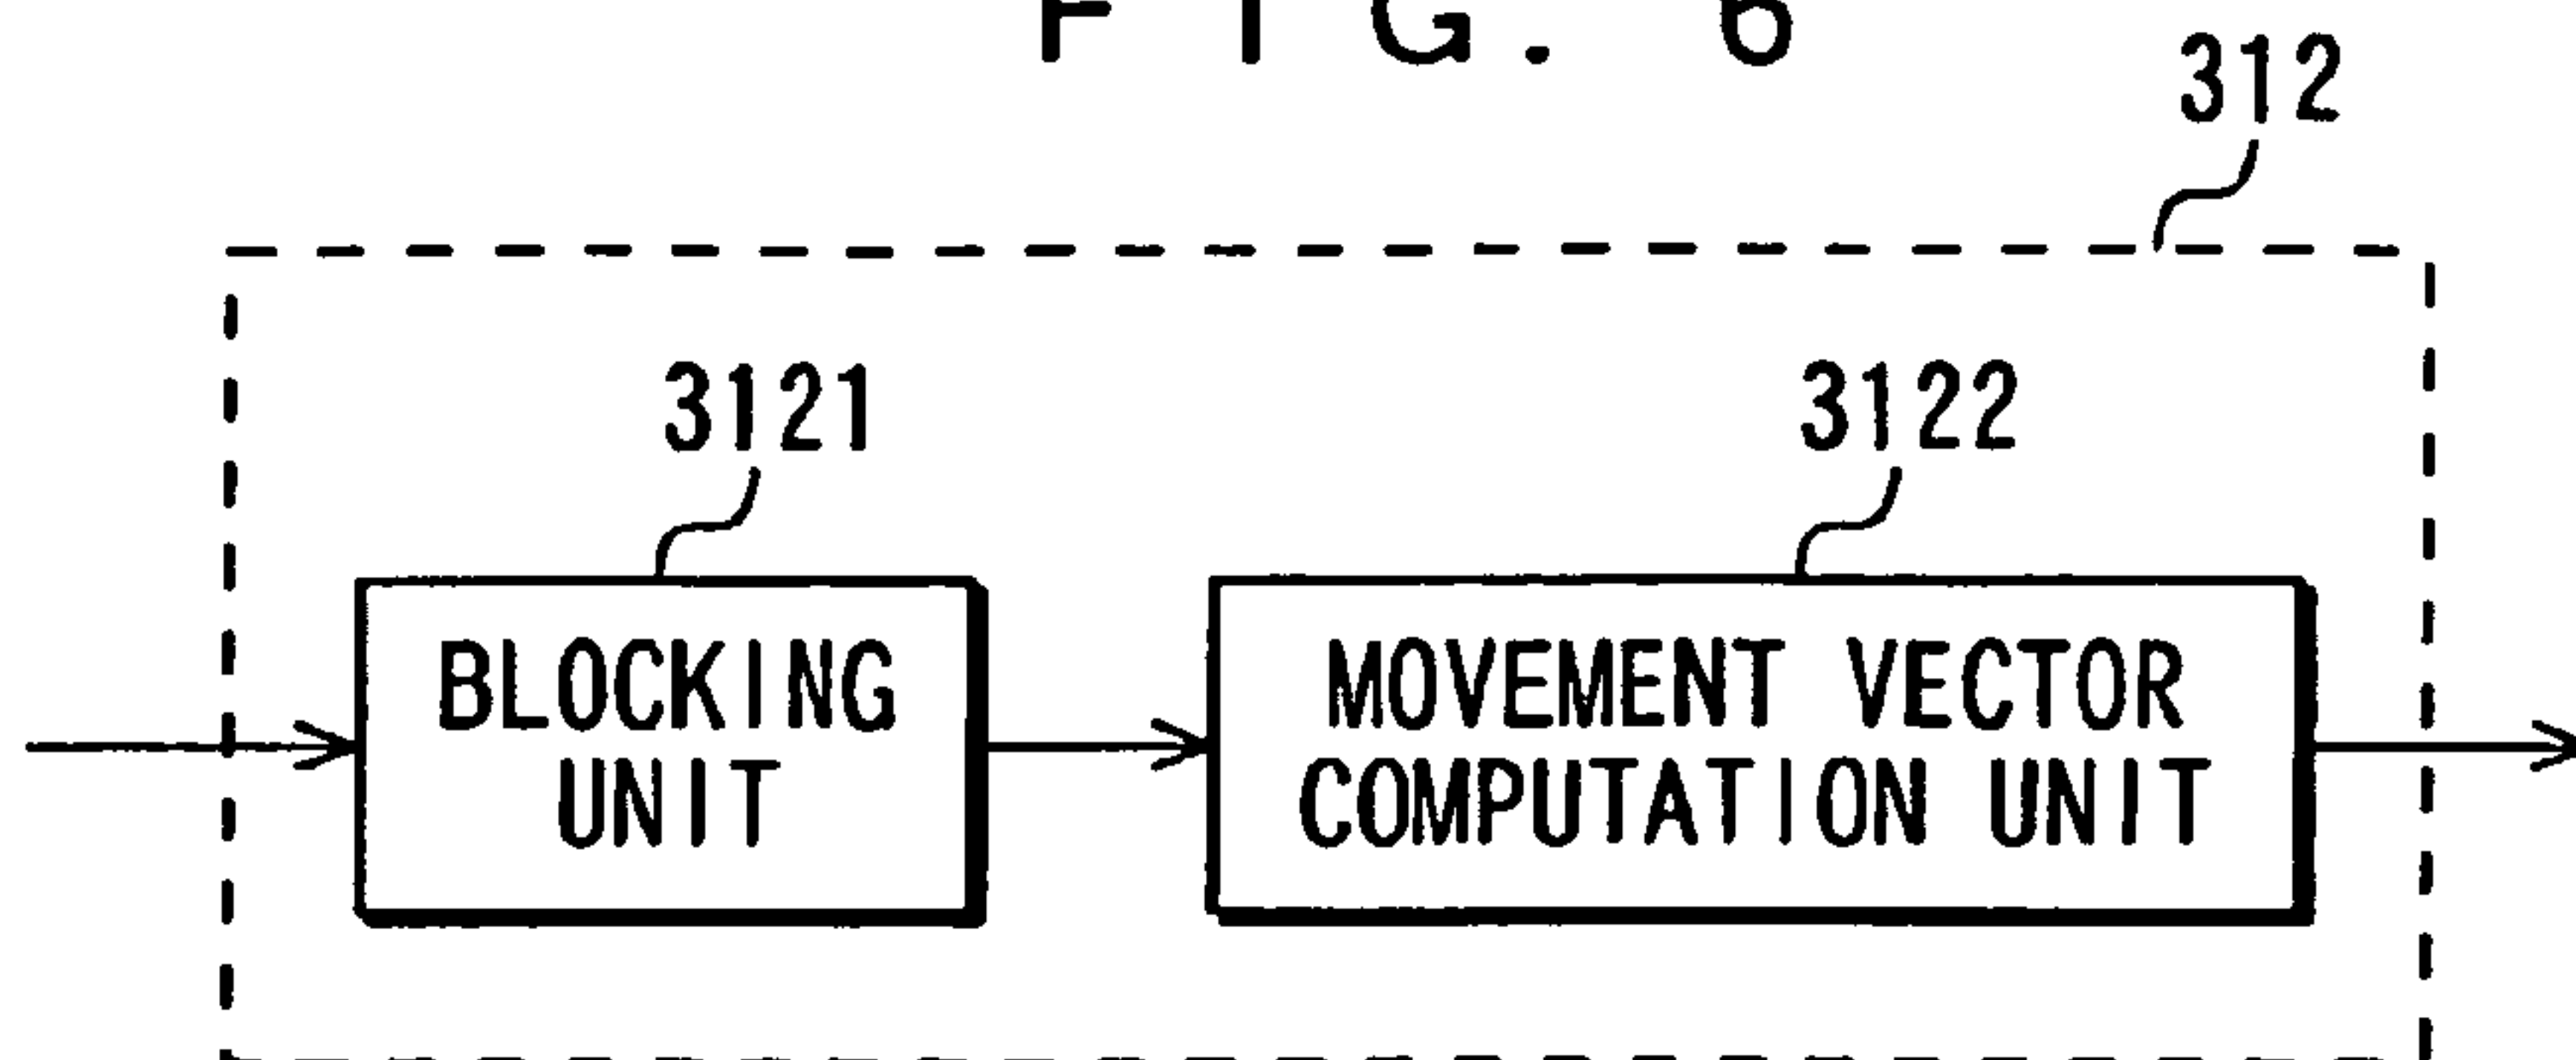 FIG. 6
312
3121
3122
BLOCKING
UNIT
MOVEMENT VECTOR
COMPUTATION UNIT